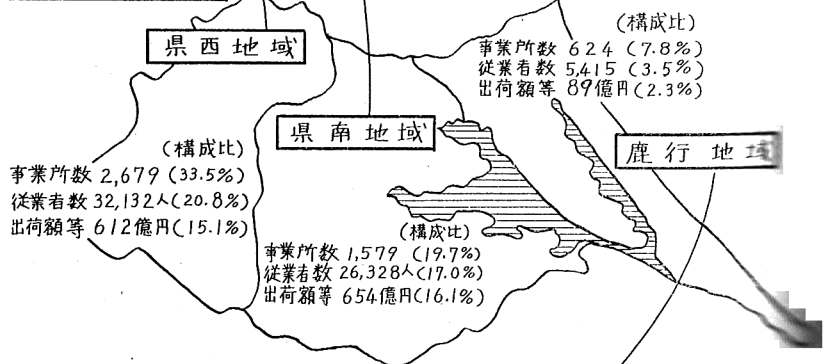 県西地域
(構成比)
事業所数 624 (7.8%)
従業者数 5,415 (3.5%)
出荷額等 89億円(2.3%)
県南地域
鹿行地域
(構成比)
事業所数 2,679 (33.5%)
従業者数 32,132人(20.8%)
出荷額等 612億円(15.1%)
(構成比)
事業所数 1,579 (19.7%)
従業者数 26,328人(17.0%)
出荷額等 654億円(16.1%)